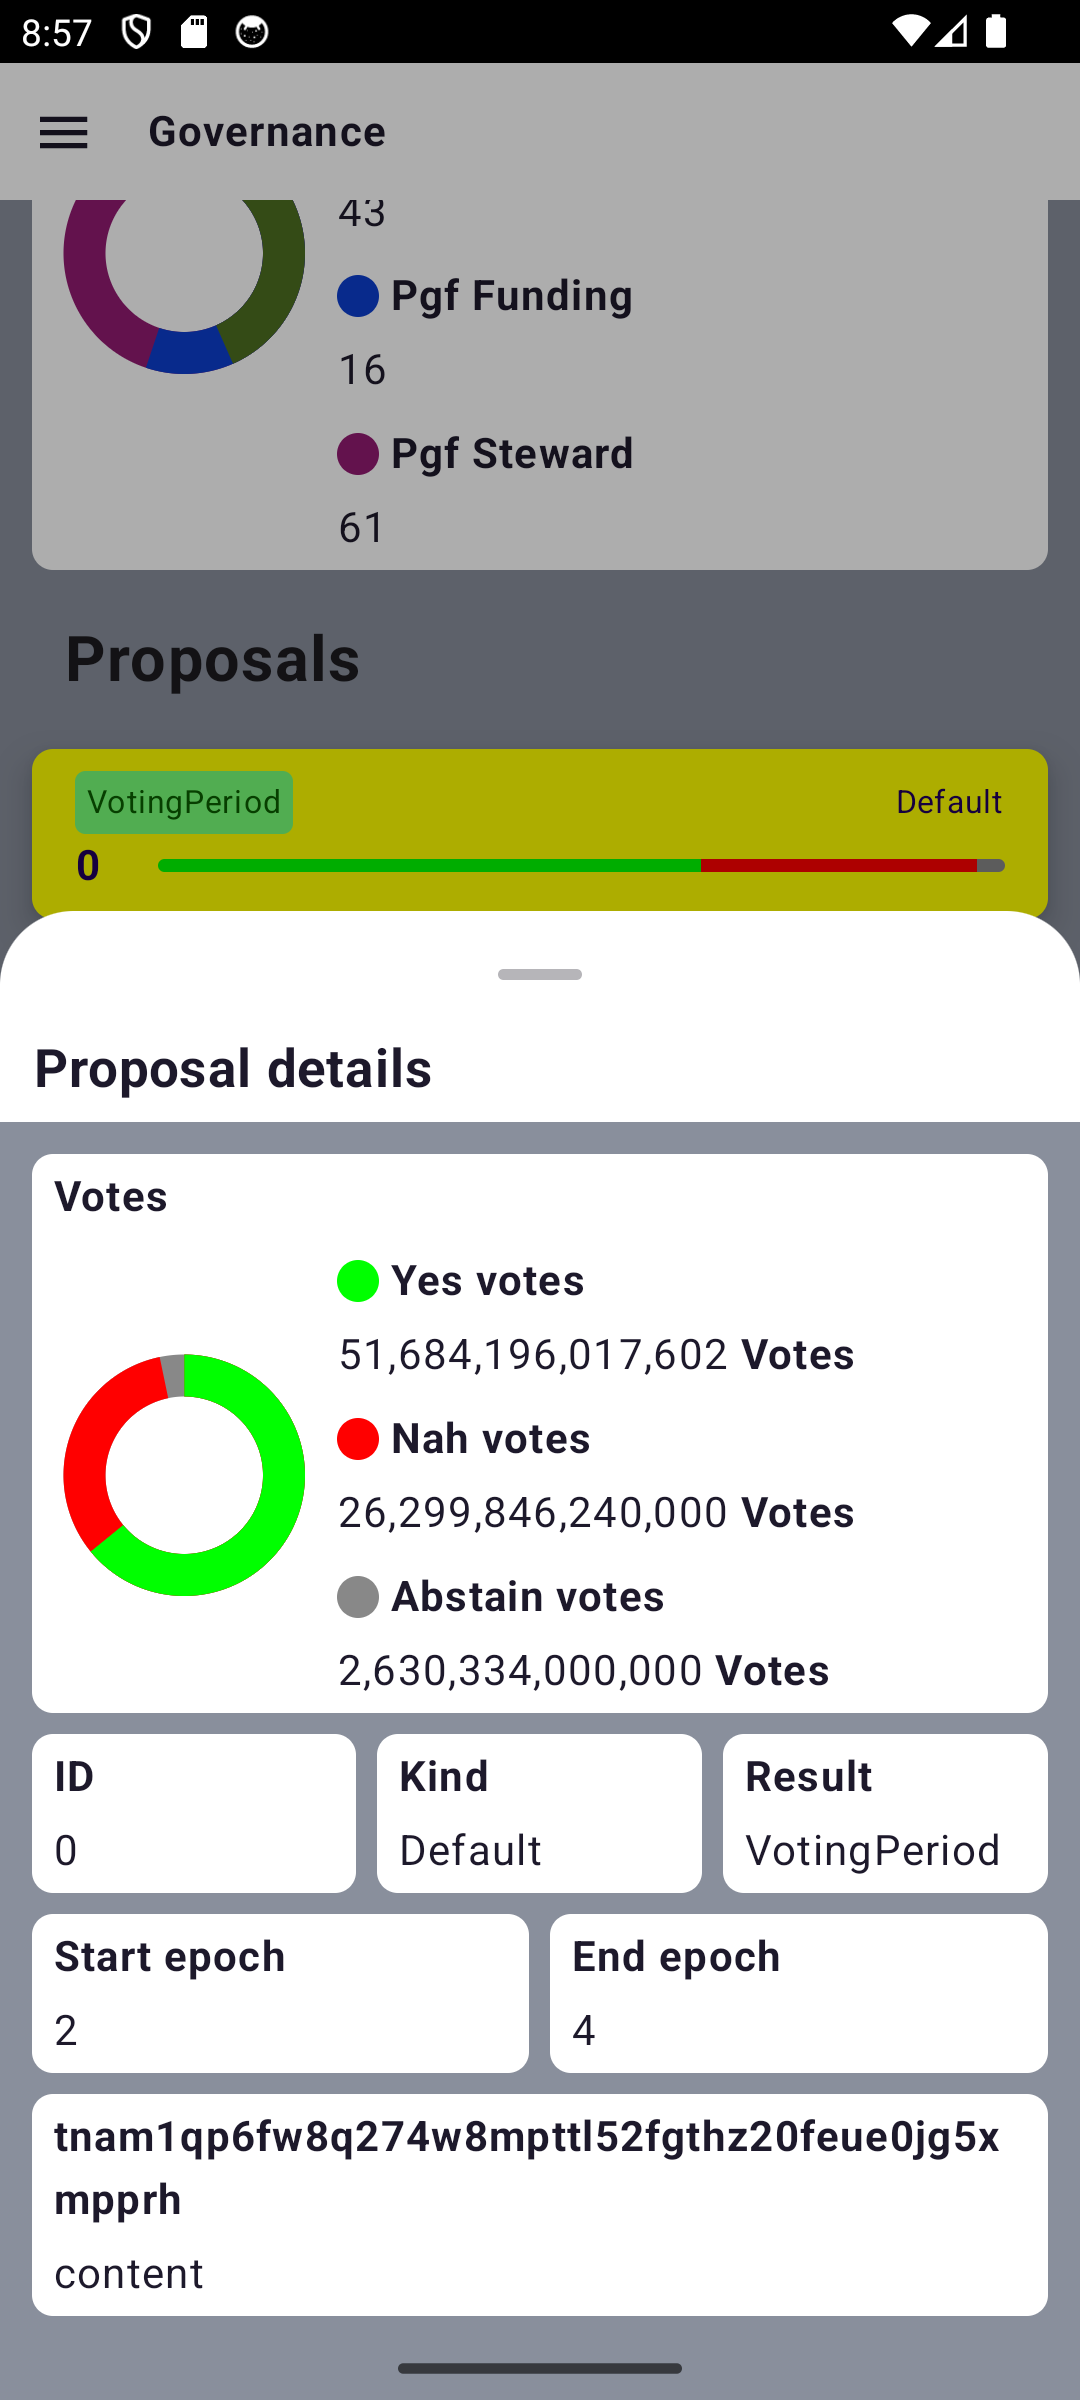 8:57
Governance
43
Pgf Funding
16
Pgf Steward
61
Proposals
VotingPeriod
Default
0
Proposal details
Votes
Yes votes
51,684,196,017,602 Votes
Nah votes
26,299,846,240,000 Votes
Abstain votes
2,630,334,000,000 Votes
ID
Kind
Result
0
Default
VotingPeriod
Start epoch
End epoch
2
4
tnam1qp6fw8q274w8mpttl52fgthz20feue0jg5x
mpprh
content